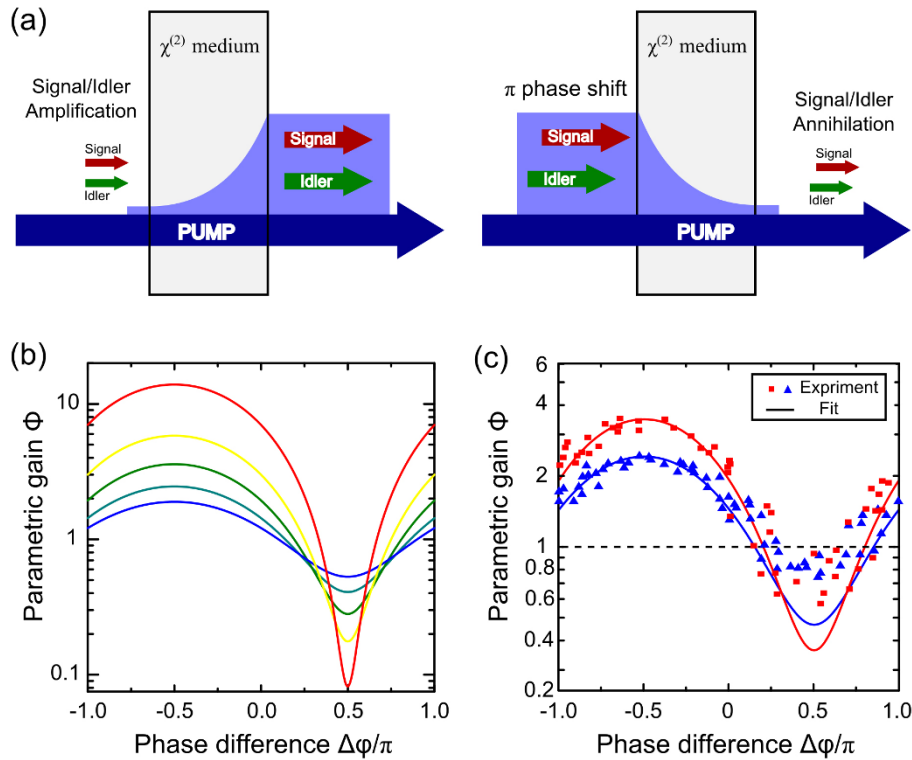 (a)
χ(2) medium
Signal/Idler
Amplification
Signal
Idler
Signal
Idler
PUMP
χ(2) medium
π phase shift
Signal
Idler
Signal/Idler
Annihilation
Signal
Idler
PUMP
(b)
Parametric gain Φ
10
1
0.1
-1.0 -0.5 0.0 0.5 1.0
Phase difference Δφ/π
(c)
Parametric gain Φ
6
4
2
1
0.8
0.6
0.4
0.2
Expriment
Fit
-1.0 -0.5 0.0 0.5 1.0
Phase difference Δφ/π